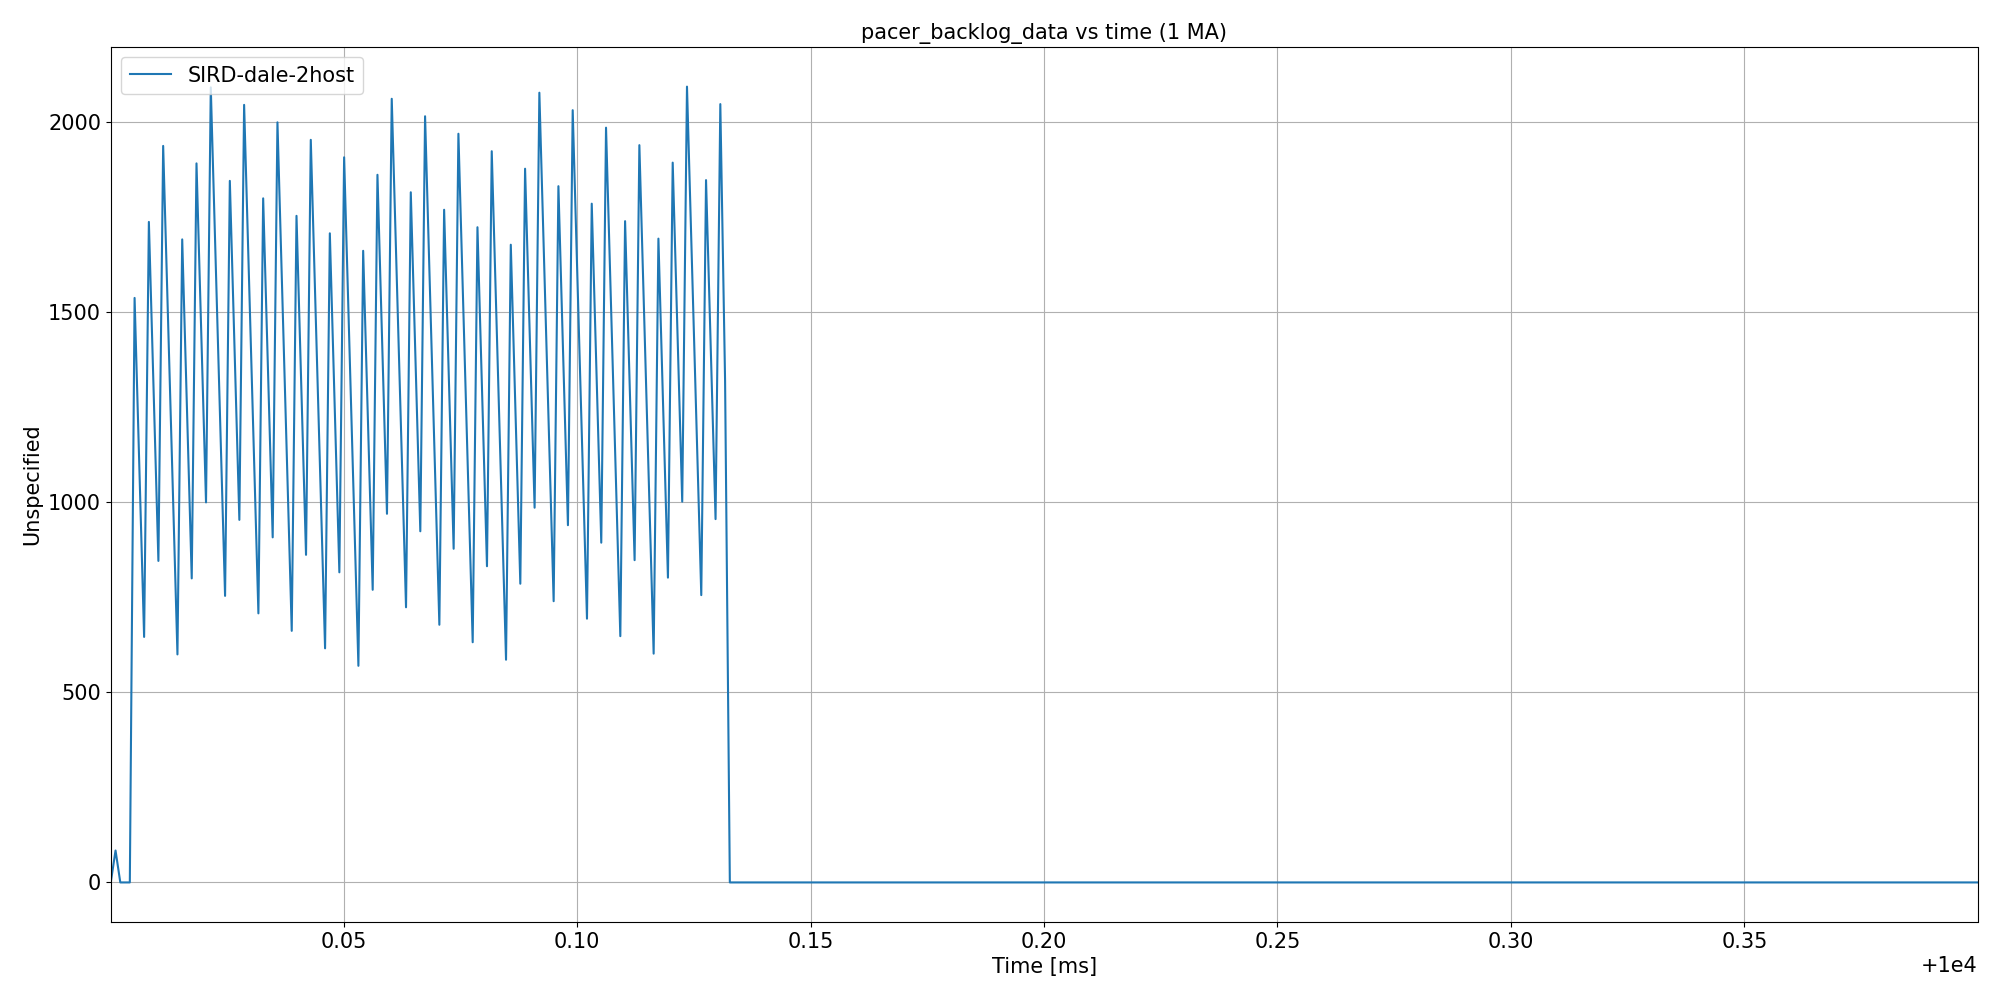 pacer_backlog_data vs time (1 MA)
SIRD-dale-2host
2000
1500
1000
500
0
Unspecified
0.05 0.10 0.15 0.20 0.25 0.30 0.35
Time [ms]
+1e4